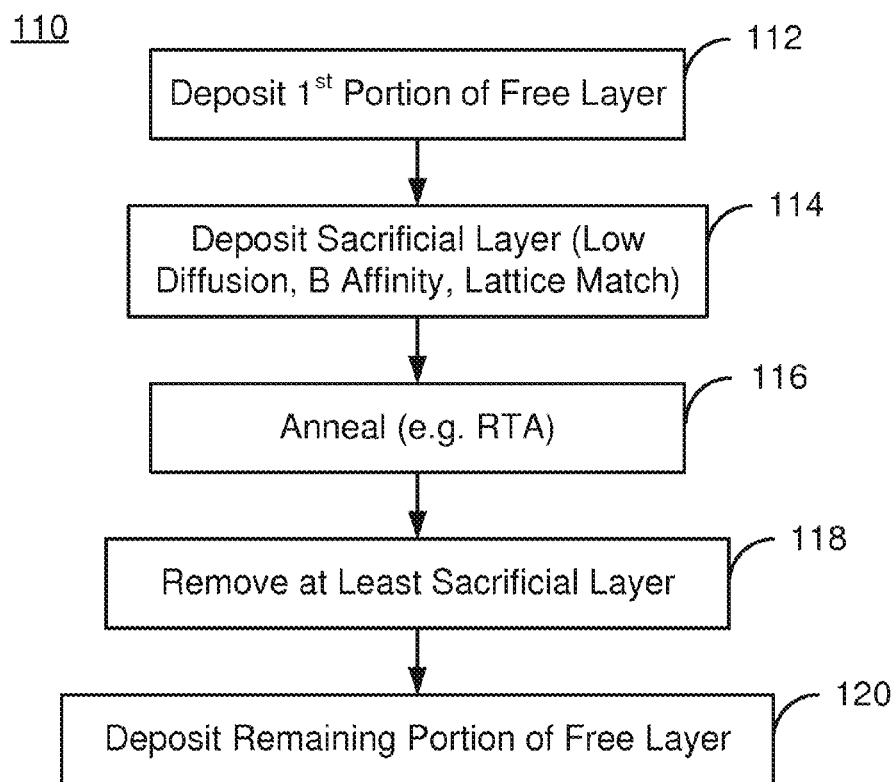 110
112
Deposit 1st Portion of Free Layer
114
Deposit Sacrificial Layer (Low
Diffusion, B Affinity, Lattice Match)
116
Anneal (e.g. RTA)
118
Remove at Least Sacrificial Layer
120
Deposit Remaining Portion of Free Layer